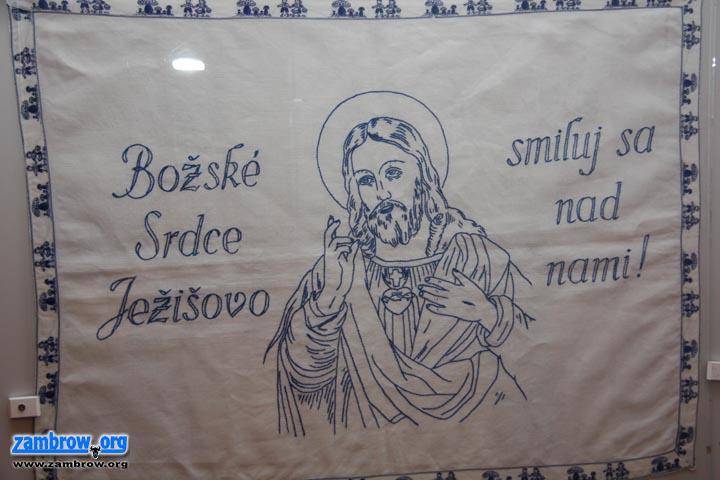 Božské
Srdce
Ježišovo
smiluj sa
nad
nami!
zambrow.org
www.zambrow.org